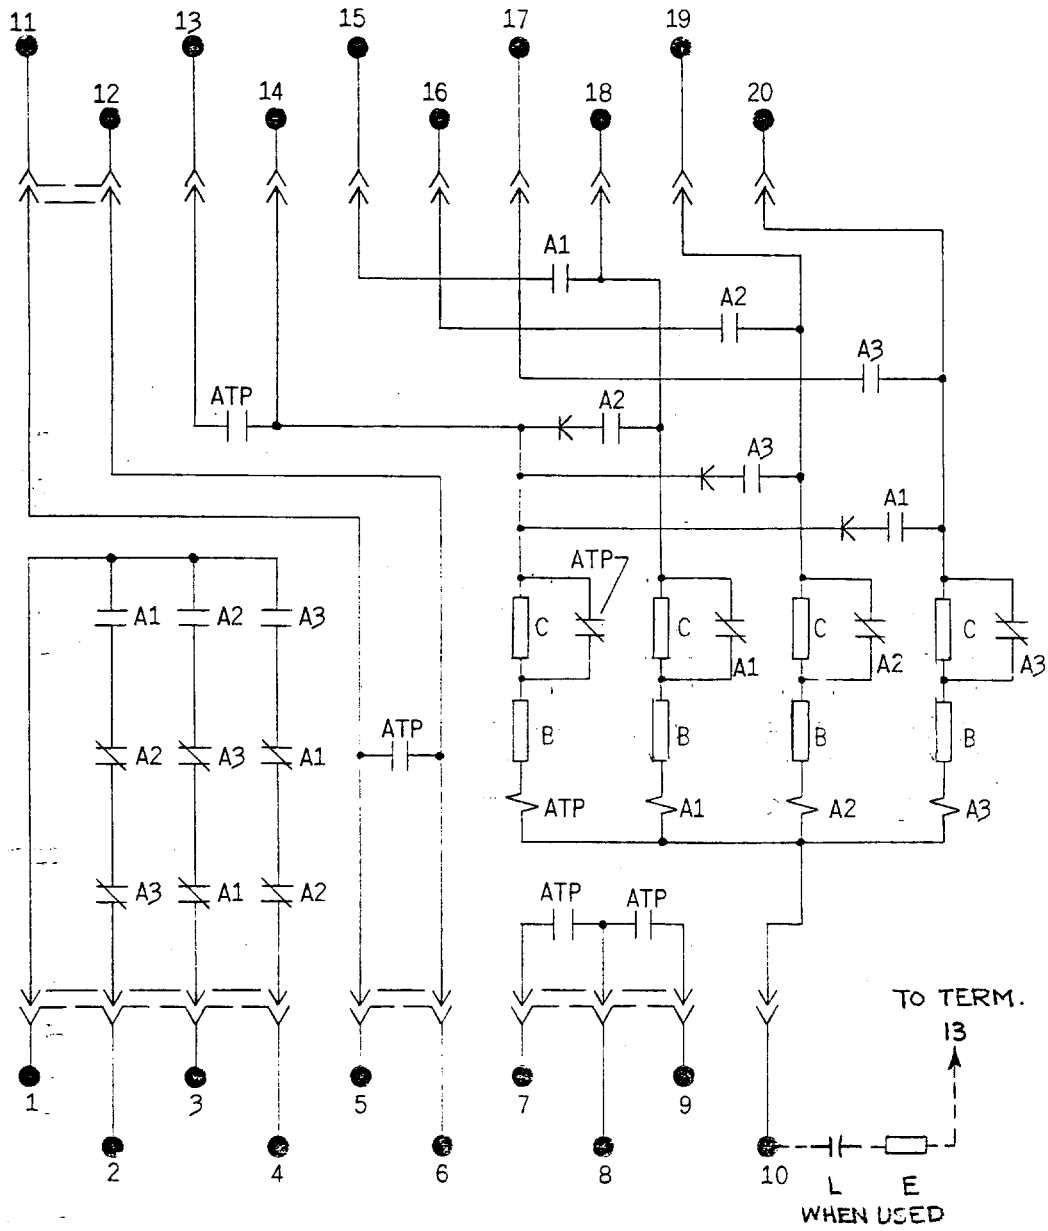 11
13
15
17
19
12
14
16
18
20
A1
A2
A3
ATP
A2
A3
A1
ATP
A1
A2
A3
C
C
C
C
A1
A2
A3
A2
A3
A1
ATP
B
B
B
B
ATP
A1
A2
A3
A3
A1
A2
ATP
ATP
TO TERM.
13
1
3
5
7
9
2
4
6
8
10
L
E
WHEN USED